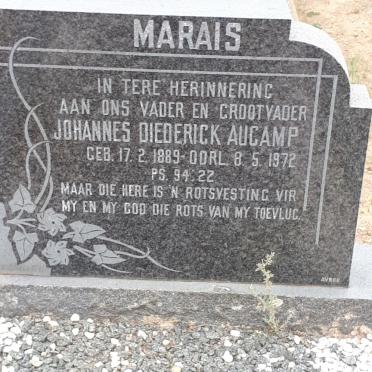 MARAIS
IN TERE HERINNERING
AAN ONS VADER EN GROOTVADER
JOHANNES DIEDERICK AUCAMP
GEB. 17. 2. 1889 - OORL. 8. 5. 1972
PS. 94:22
MAAR DIE HERE IS 'N ROTSVESTING VIR
MY EN MY GOD DIE ROTS VAN MY TOEVLUG.